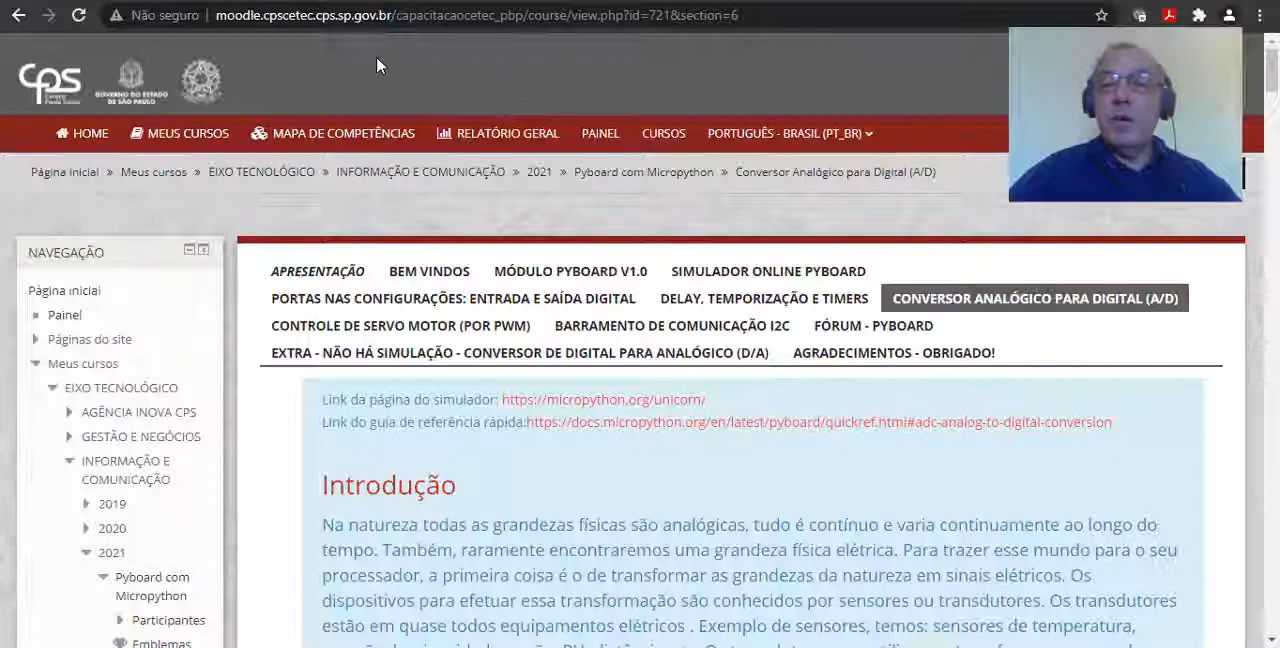 Não seguro | moodle.cpscetec.cps.sp.gov.br/capacitacaocetec_pbp/course/view.php?id=721&section=6
cps
GOVERNO DO ESTADO
DE SÃO PAULO
HOME MEUS CURSOS MAPA DE COMPETÊNCIAS RELATÓRIO GERAL PAINEL CURSOS PORTUGUÊS - BRASIL (PT_BR)
Página inicial » Meus cursos » EIXO TECNOLÓGICO » INFORMAÇÃO E COMUNICAÇÃO » 2021 » Pyboard com Micropython » Conversor Analógico para Digital (A/D)
NAVEGAÇÃO
Página inicial
Painel
Páginas do site
Meus cursos
EIXO TECNOLÓGICO
AGÊNCIA INOVA CPS
GESTÃO E NEGÓCIOS
INFORMAÇÃO E
COMUNICAÇÃO
2019
2020
2021
Pyboard com
Micropython
Participantes
Emblemas
APRESENTAÇÃO BEM VINDOS MÓDULO PYBOARD V1.0 SIMULADOR ONLINE PYBOARD
PORTAS NAS CONFIGURAÇÕES: ENTRADA E SAÍDA DIGITAL DELAY, TEMPORIZAÇÃO E TIMERS CONVERSOR ANALÓGICO PARA DIGITAL (A/D)
CONTROLE DE SERVO MOTOR (POR PWM) BARRAMENTO DE COMUNICAÇÃO I2C FÓRUM - PYBOARD
EXTRA - NÃO HÁ SIMULAÇÃO - CONVERSOR DE DIGITAL PARA ANALÓGICO (D/A) AGRADECIMENTOS - OBRIGADO!
Link da página do simulador: https://micropython.org/unicorn/
Link do guia de referência rápida:https://docs.micropython.org/en/latest/pyboard/quickref.html#adc-analog-to-digital-conversion
Introdução
Na natureza todas as grandezas físicas são analógicas, tudo é contínuo e varia continuamente ao longo do
tempo. Também, raramente encontraremos uma grandeza física elétrica. Para trazer esse mundo para o seu
processador, a primeira coisa é o de transformar as grandezas da natureza em sinais elétricos. Os
dispositivos para efetuar essa transformação são conhecidos por sensores ou transdutores. Os transdutores
estão em quase todos equipamentos elétricos . Exemplo de sensores, temos: sensores de temperatura,